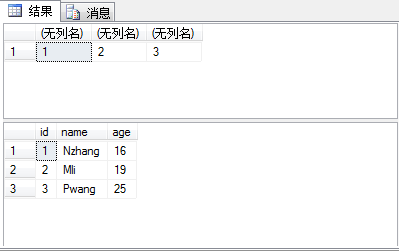 结果 消息
(无列名) (无列名) (无列名)
1 1 2 3
id name age
1 1 Nzhang 16
2 2 Mli 19
3 3 Pwang 25